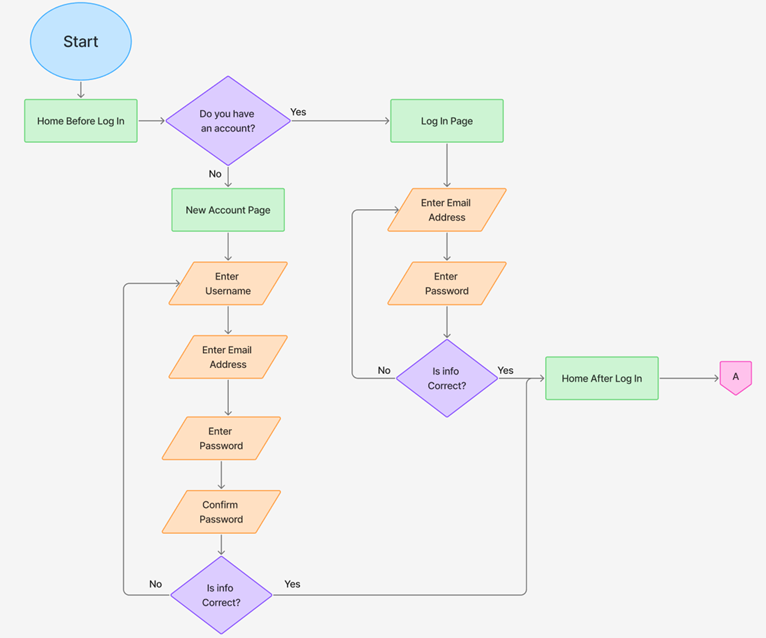 Start
Home Before Log In
Do you have
an account?
Yes
Log In Page
No
New Account Page
Enter Email
Address
Enter
Username
Enter
Password
Enter Email
Address
No
Is info
Correct?
Yes
Home After Log In
A
Enter
Password
Confirm
Password
No
Is info
Correct?
Yes